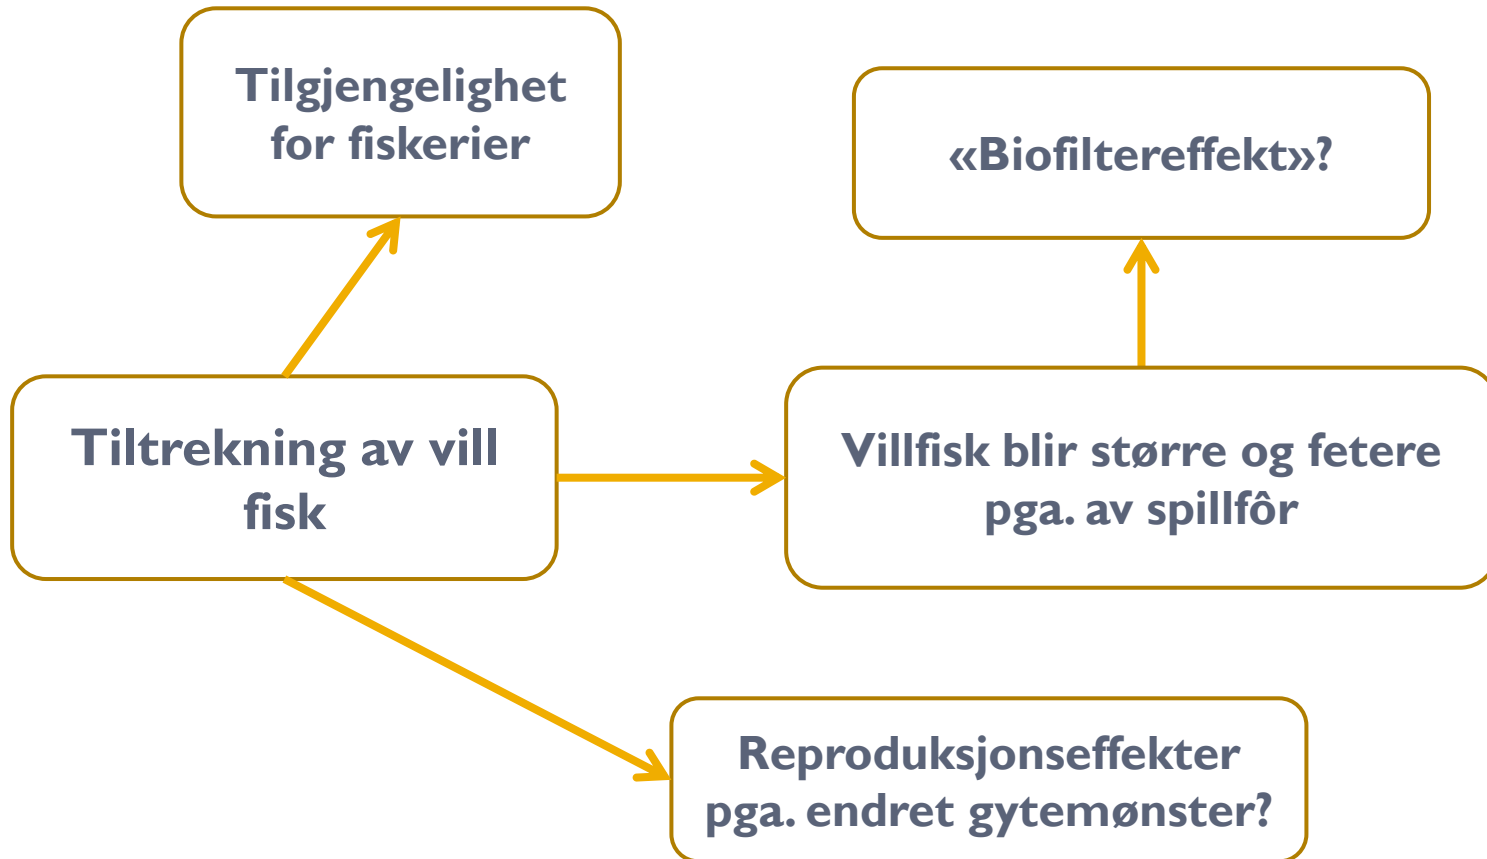 Tilgjengelighet
for fiskerier
«Biofiltereffekt»?
Tiltrekning av vill
fisk
Villfisk blir større og fetere
pga. av spillfôr
Reproduksjonseffekter
pga. endret gytemønster?